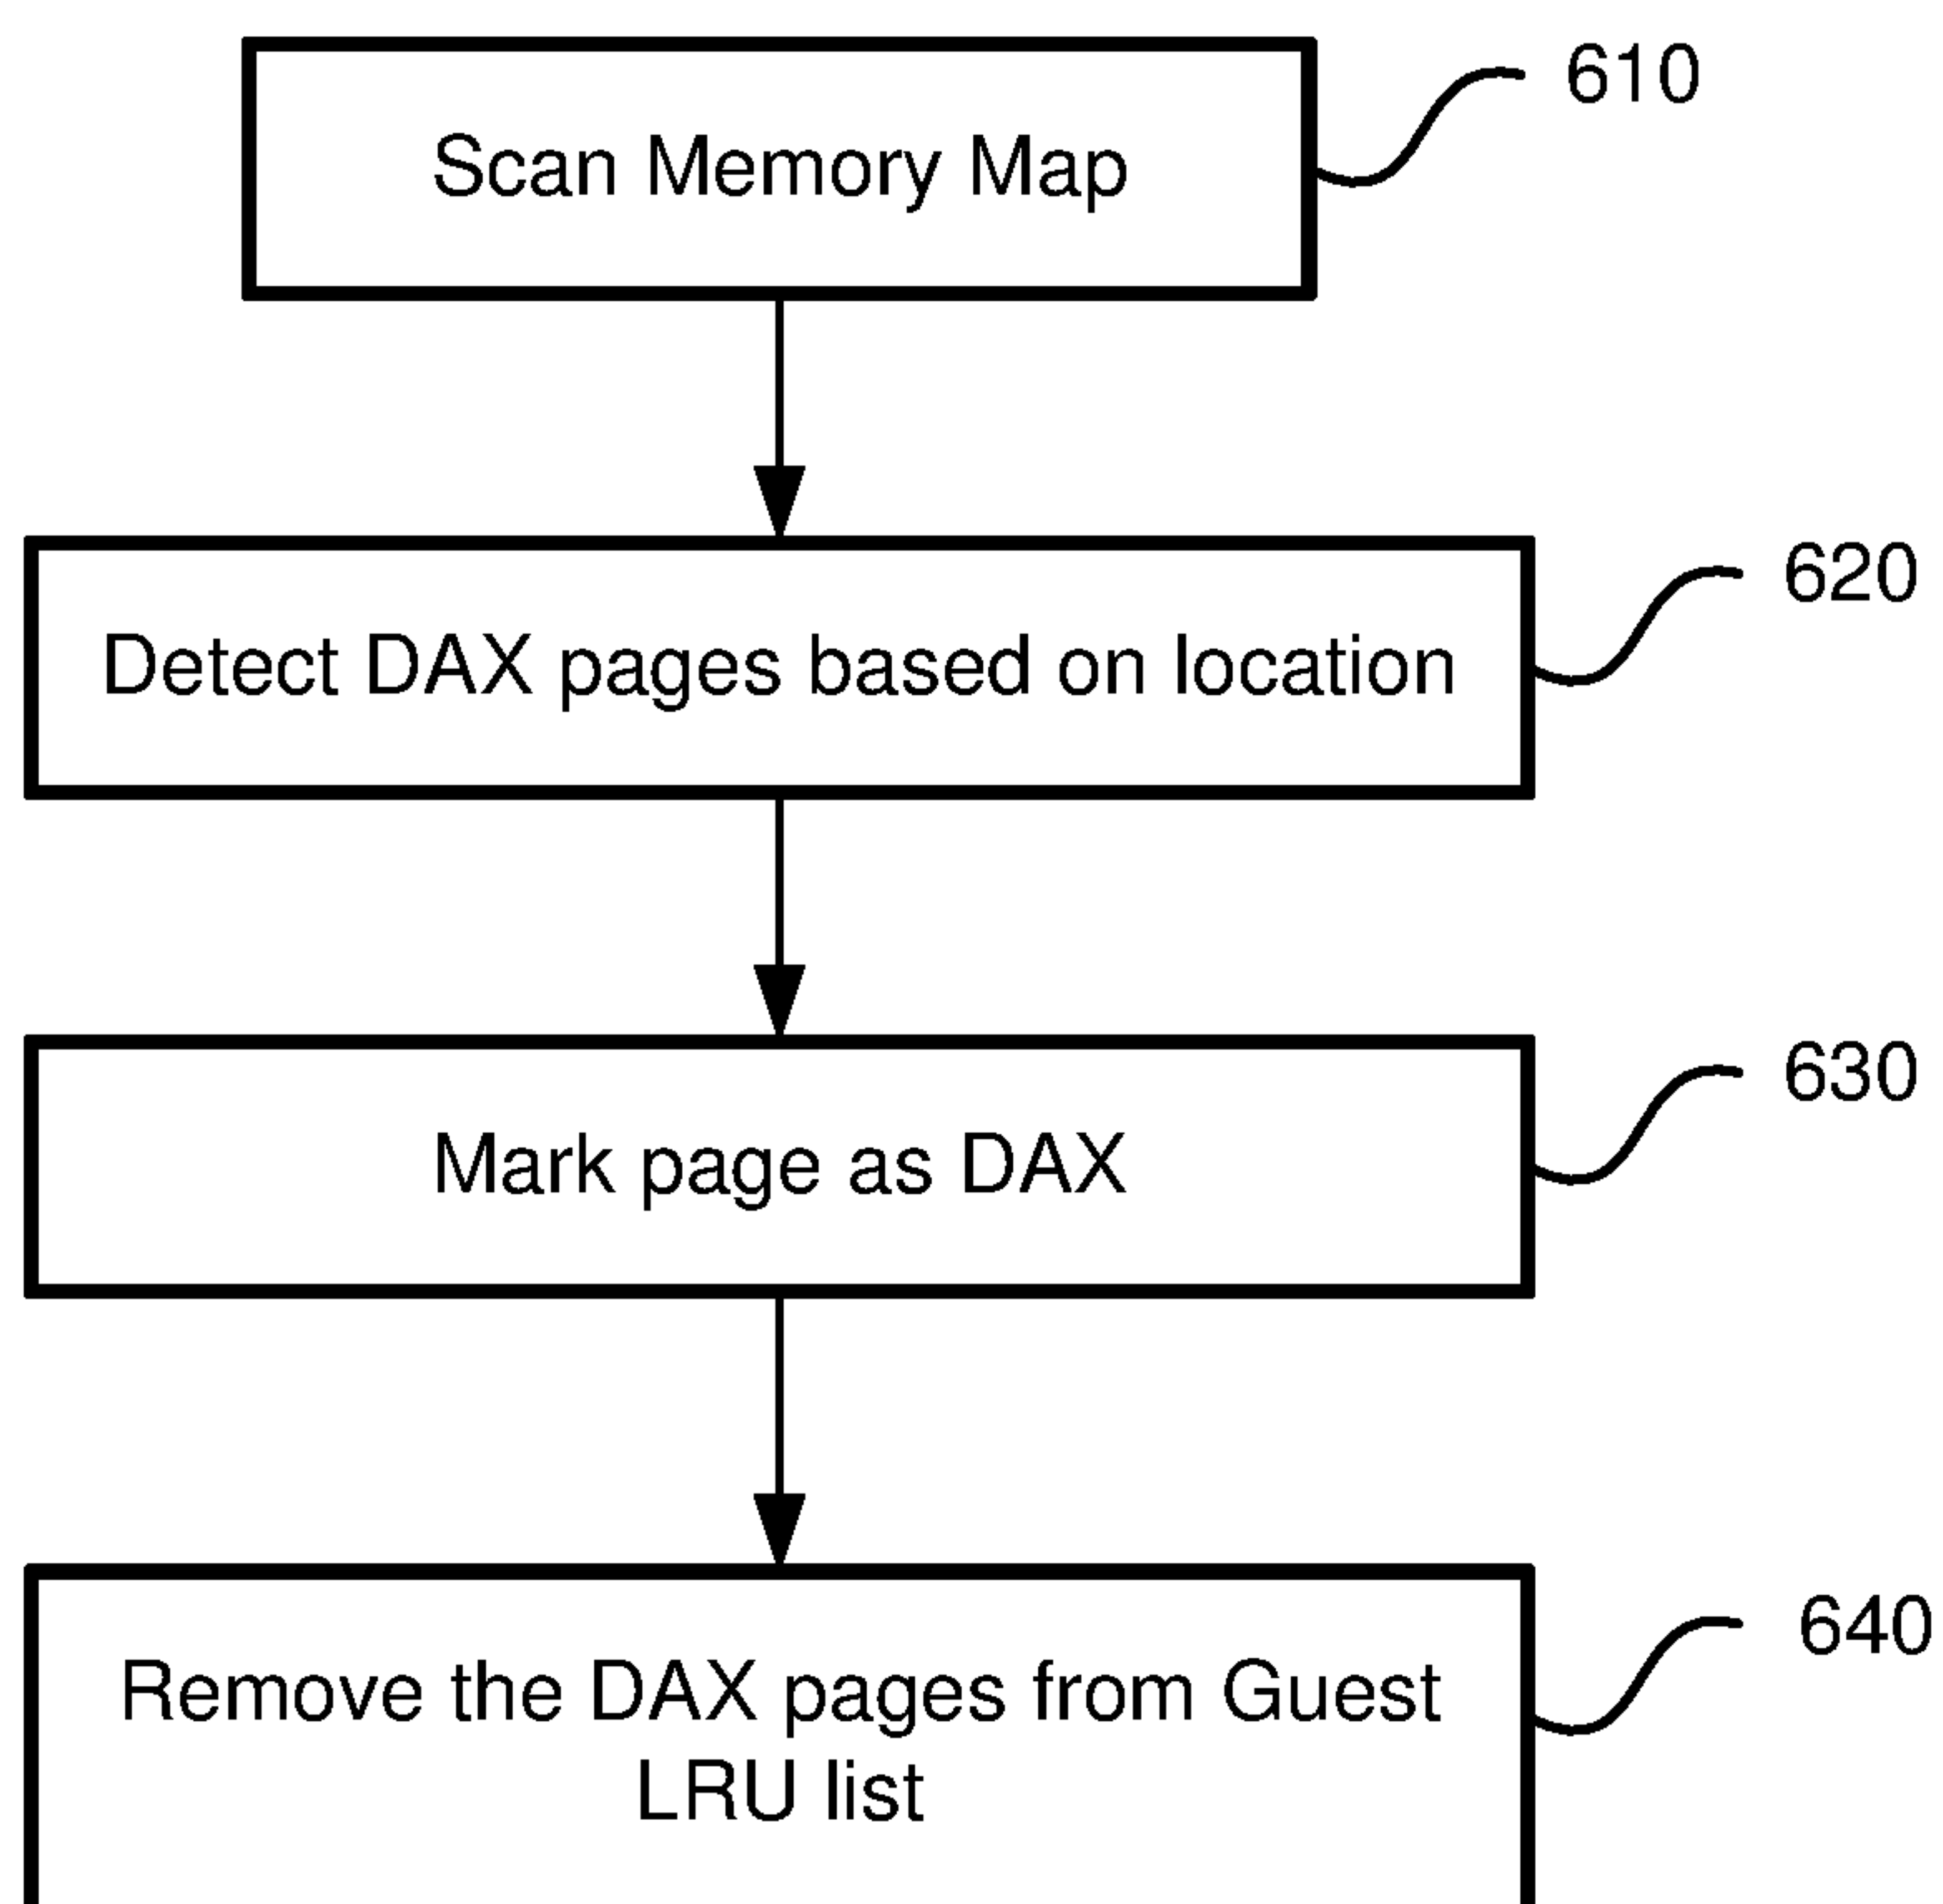 Scan Memory Map
610
Detect DAX pages based on location
620
Mark page as DAX
630
Remove the DAX pages from Guest
LRU list
640